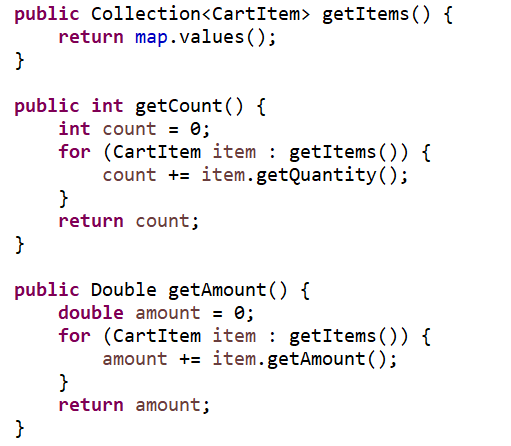 public Collection<CartItem> getItems() {
    return map.values();
}

public int getCount() {
    int count = 0;
    for (CartItem item : getItems()) {
        count += item.getQuantity();
    }
    return count;
}

public Double getAmount() {
    double amount = 0;
    for (CartItem item : getItems()) {
        amount += item.getAmount();
    }
    return amount;
}